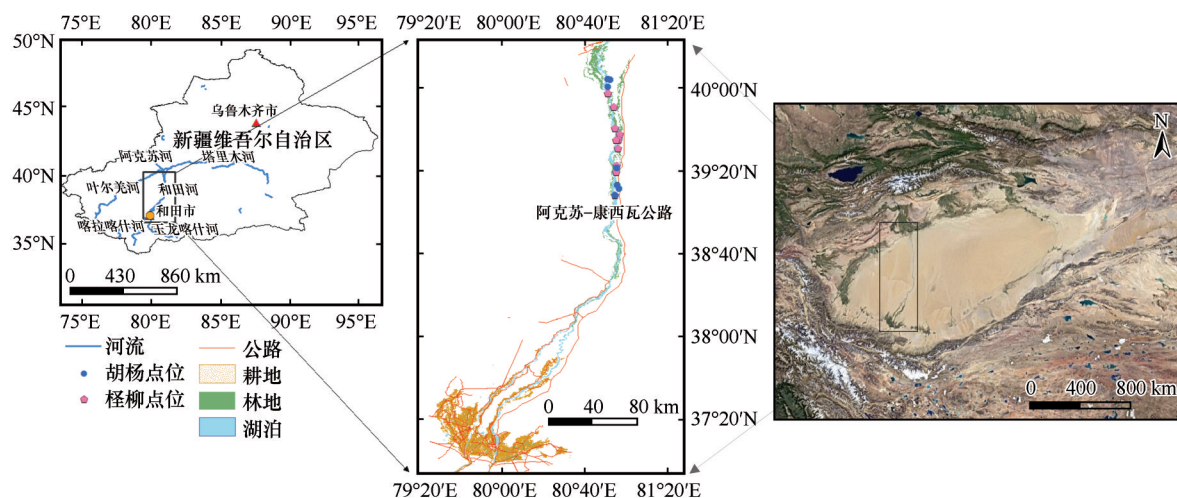 75°E 80°E 85°E 90°E 95°E
50°N
45°N
40°N
35°N
乌鲁木齐市
新疆维吾尔自治区
阿克苏河 塔里木河
叶尔羌河 和田河
和田市
喀拉喀什河 玉龙喀什河
0 430 860 km
75°E 80°E 85°E 90°E 95°E
河流 公路
胡杨点位 耕地
柽柳点位 林地
湖泊
79°20′E 80°00′E 80°40′E 81°20′E
40°00′N
39°20′N
阿克苏-康西瓦公路
38°40′N
38°00′N
37°20′N
0 40 80 km
79°20′E 80°00′E 80°40′E 81°20′E
N
0 400 800 km